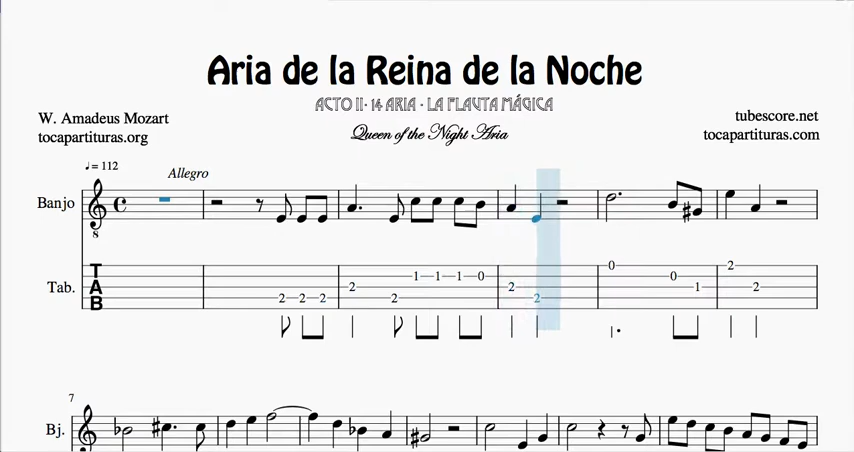 Aria de la Reina de la Noche
ACTO II· 14 ARIA · LA FLAUTA MÁGICA
W. Amadeus Mozart
tubescore.net
tocapartituras.org
Queen of the Night Aria
tocapartituras.com
♩ = 112
Allegro
Banjo
8
Tab.
T
A
B
2 2 2 2 2 1 1 1 0 2 2 0 0 1 2 2
7
Bj.